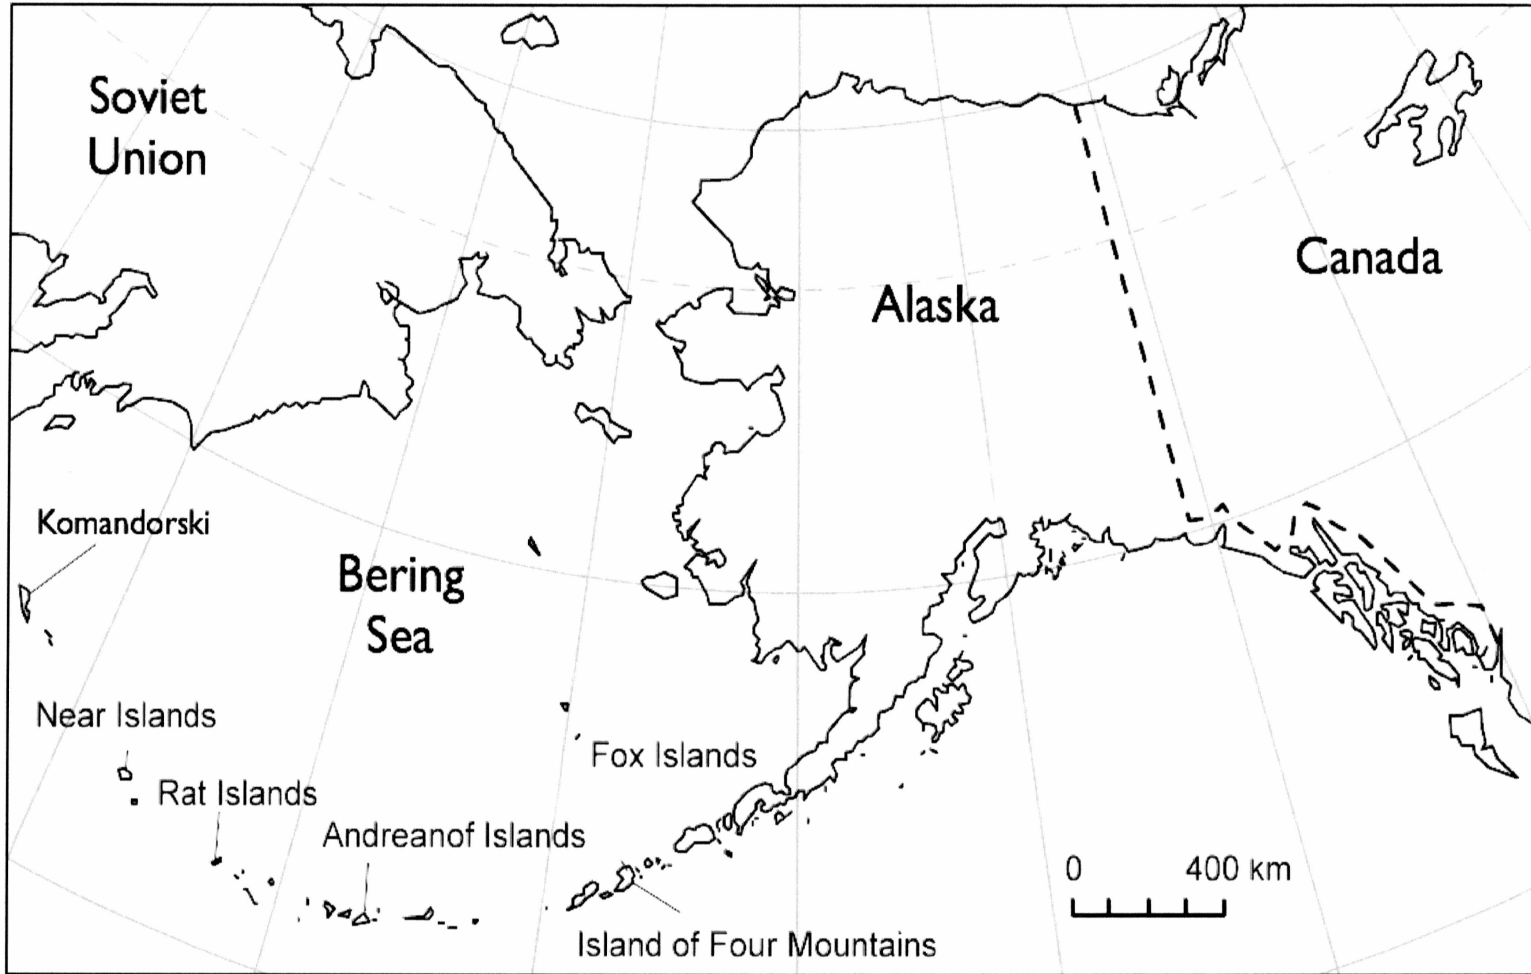 Soviet
Union
Canada
Alaska
Komandorski
Bering
Sea
Near Islands
Fox Islands
Rat Islands
Andreanof Islands
0 400 km
Island of Four Mountains